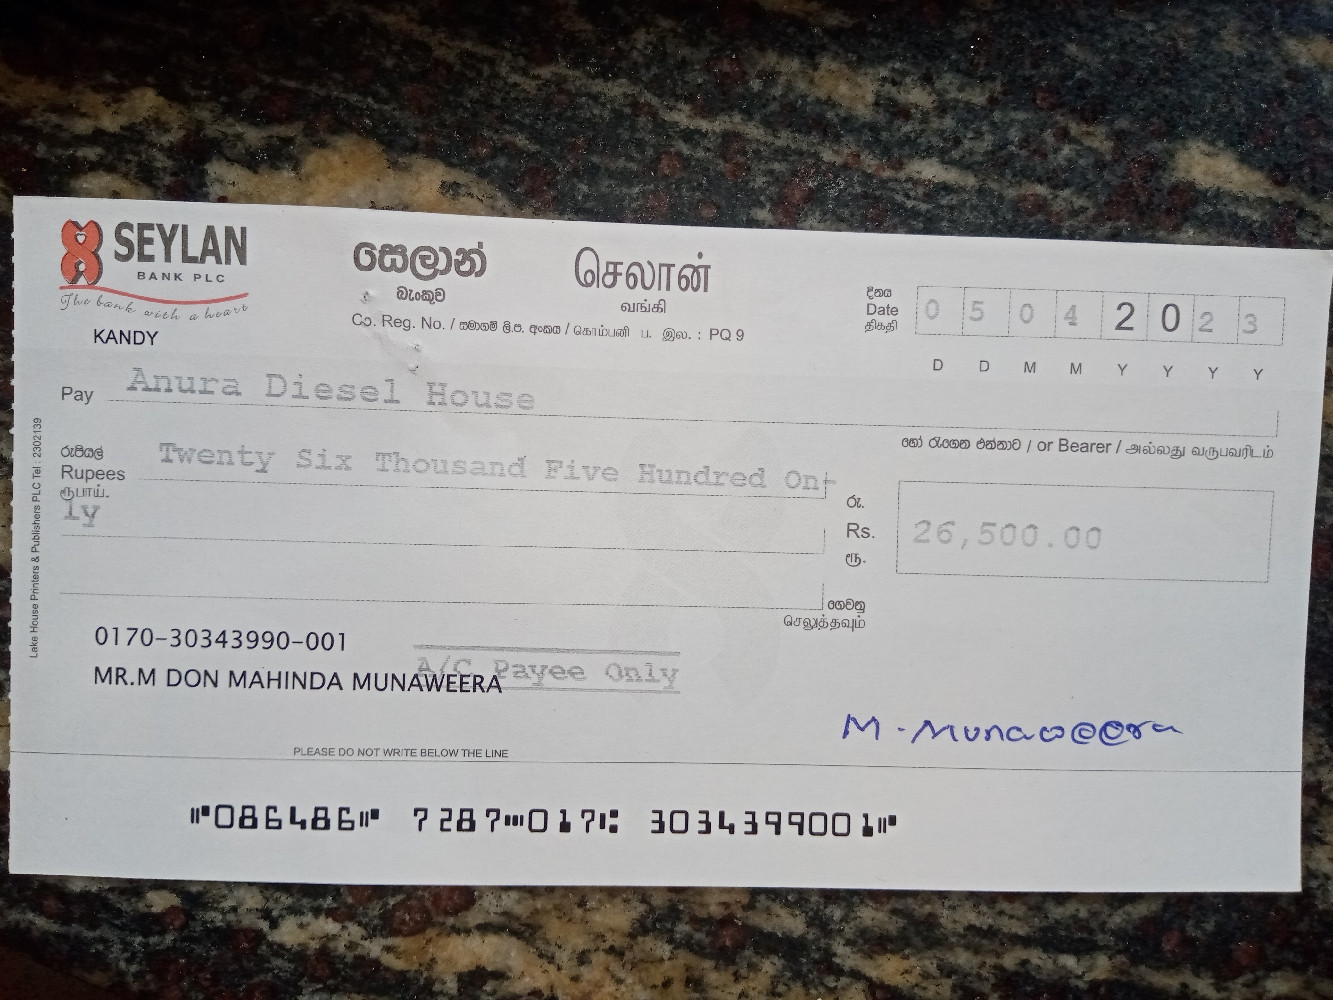 SEYLAN
BANK PLC
The bank with a heart
KANDY
සෙලාන්
බැංකුව
செலான்
வங்கி
Co. Reg. No. / සමාගම් ලි.ප. අංකය / கொம்பனி ப. இல. : PQ 9
දිනය
Date
திகதி
0 5 0 4 2 0 2 3
D D M M Y Y Y Y
Pay Anura Diesel House
හෝ රැගෙන එන්නාට / or Bearer / அல்லது வருபவரிடம்
රුපියල්
Rupees
ரூபாய்.
Twenty Six Thousand Five Hundred On-
ly
රු.
Rs.
ரூ.
26,500.00
ගෙවනු
செலுத்தவும்
0170-30343990-001
A/C Payee Only
MR.M DON MAHINDA MUNAWEERA
M. Munaweera
PLEASE DO NOT WRITE BELOW THE LINE
⑈086486⑈ 7287⑉017⑆ 303439900 1⑈
Lake House Printers & Publishers PLC Tel : 2302139